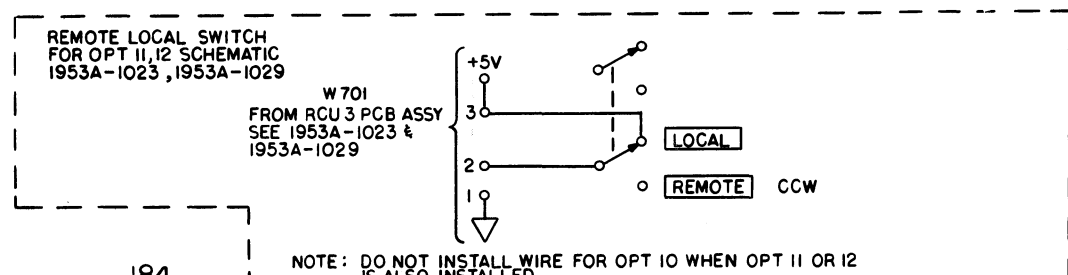 REMOTE LOCAL SWITCH
FOR OPT 11,12 SCHEMATIC
1953A-1023, 1953A-1029
W701
FROM RCU 3 PCB ASSY
SEE 1953A-1023 &
1953A-1029
+5V
3
2
1
LOCAL
REMOTE CCW
NOTE: DO NOT INSTALL WIRE FOR OPT 10 WHEN OPT 11 OR 12
IS ALSO INSTALLED